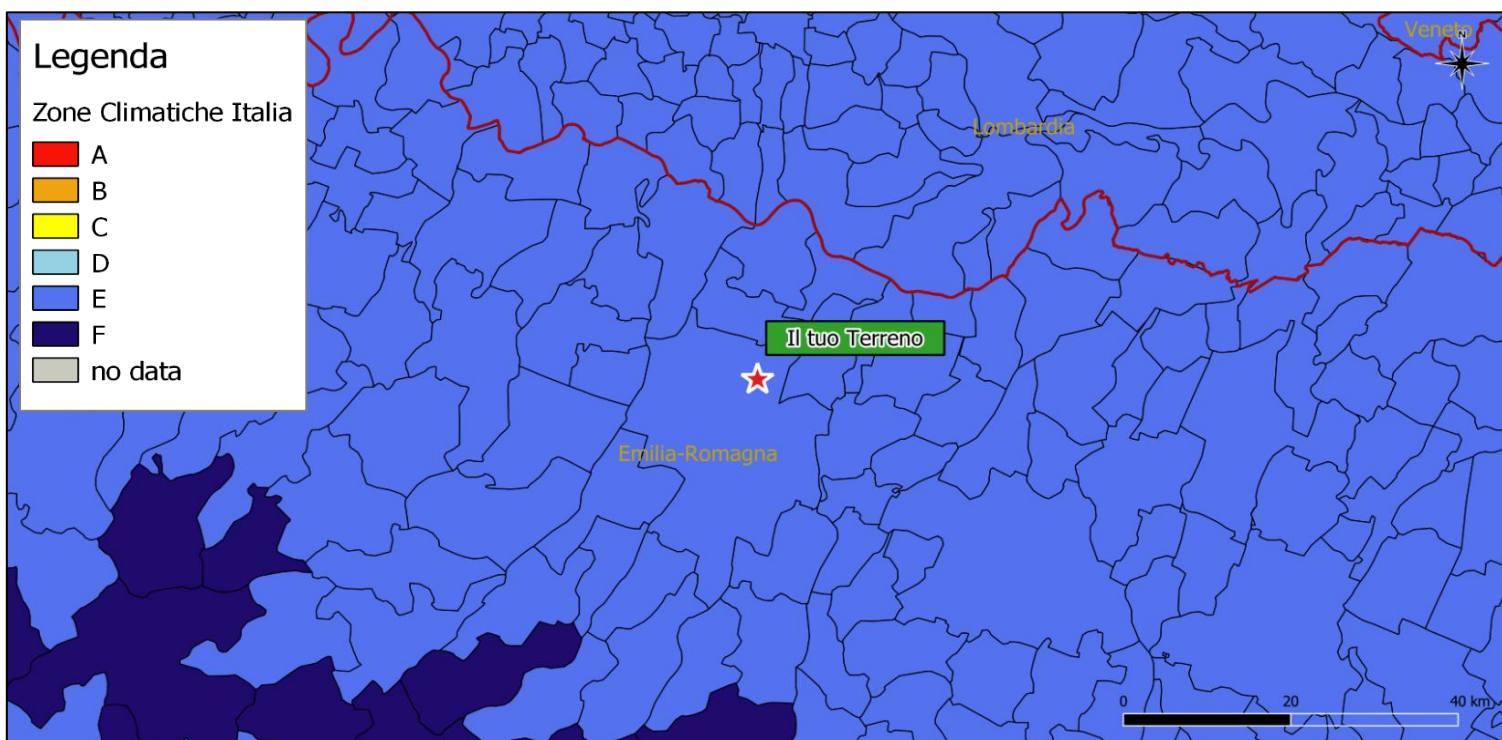 Legenda
Zone Climatiche Italia
A
B
C
D
E
F
no data
Veneto
N
Lombardia
Il tuo Terreno
Emilia-Romagna
0 20 40 km